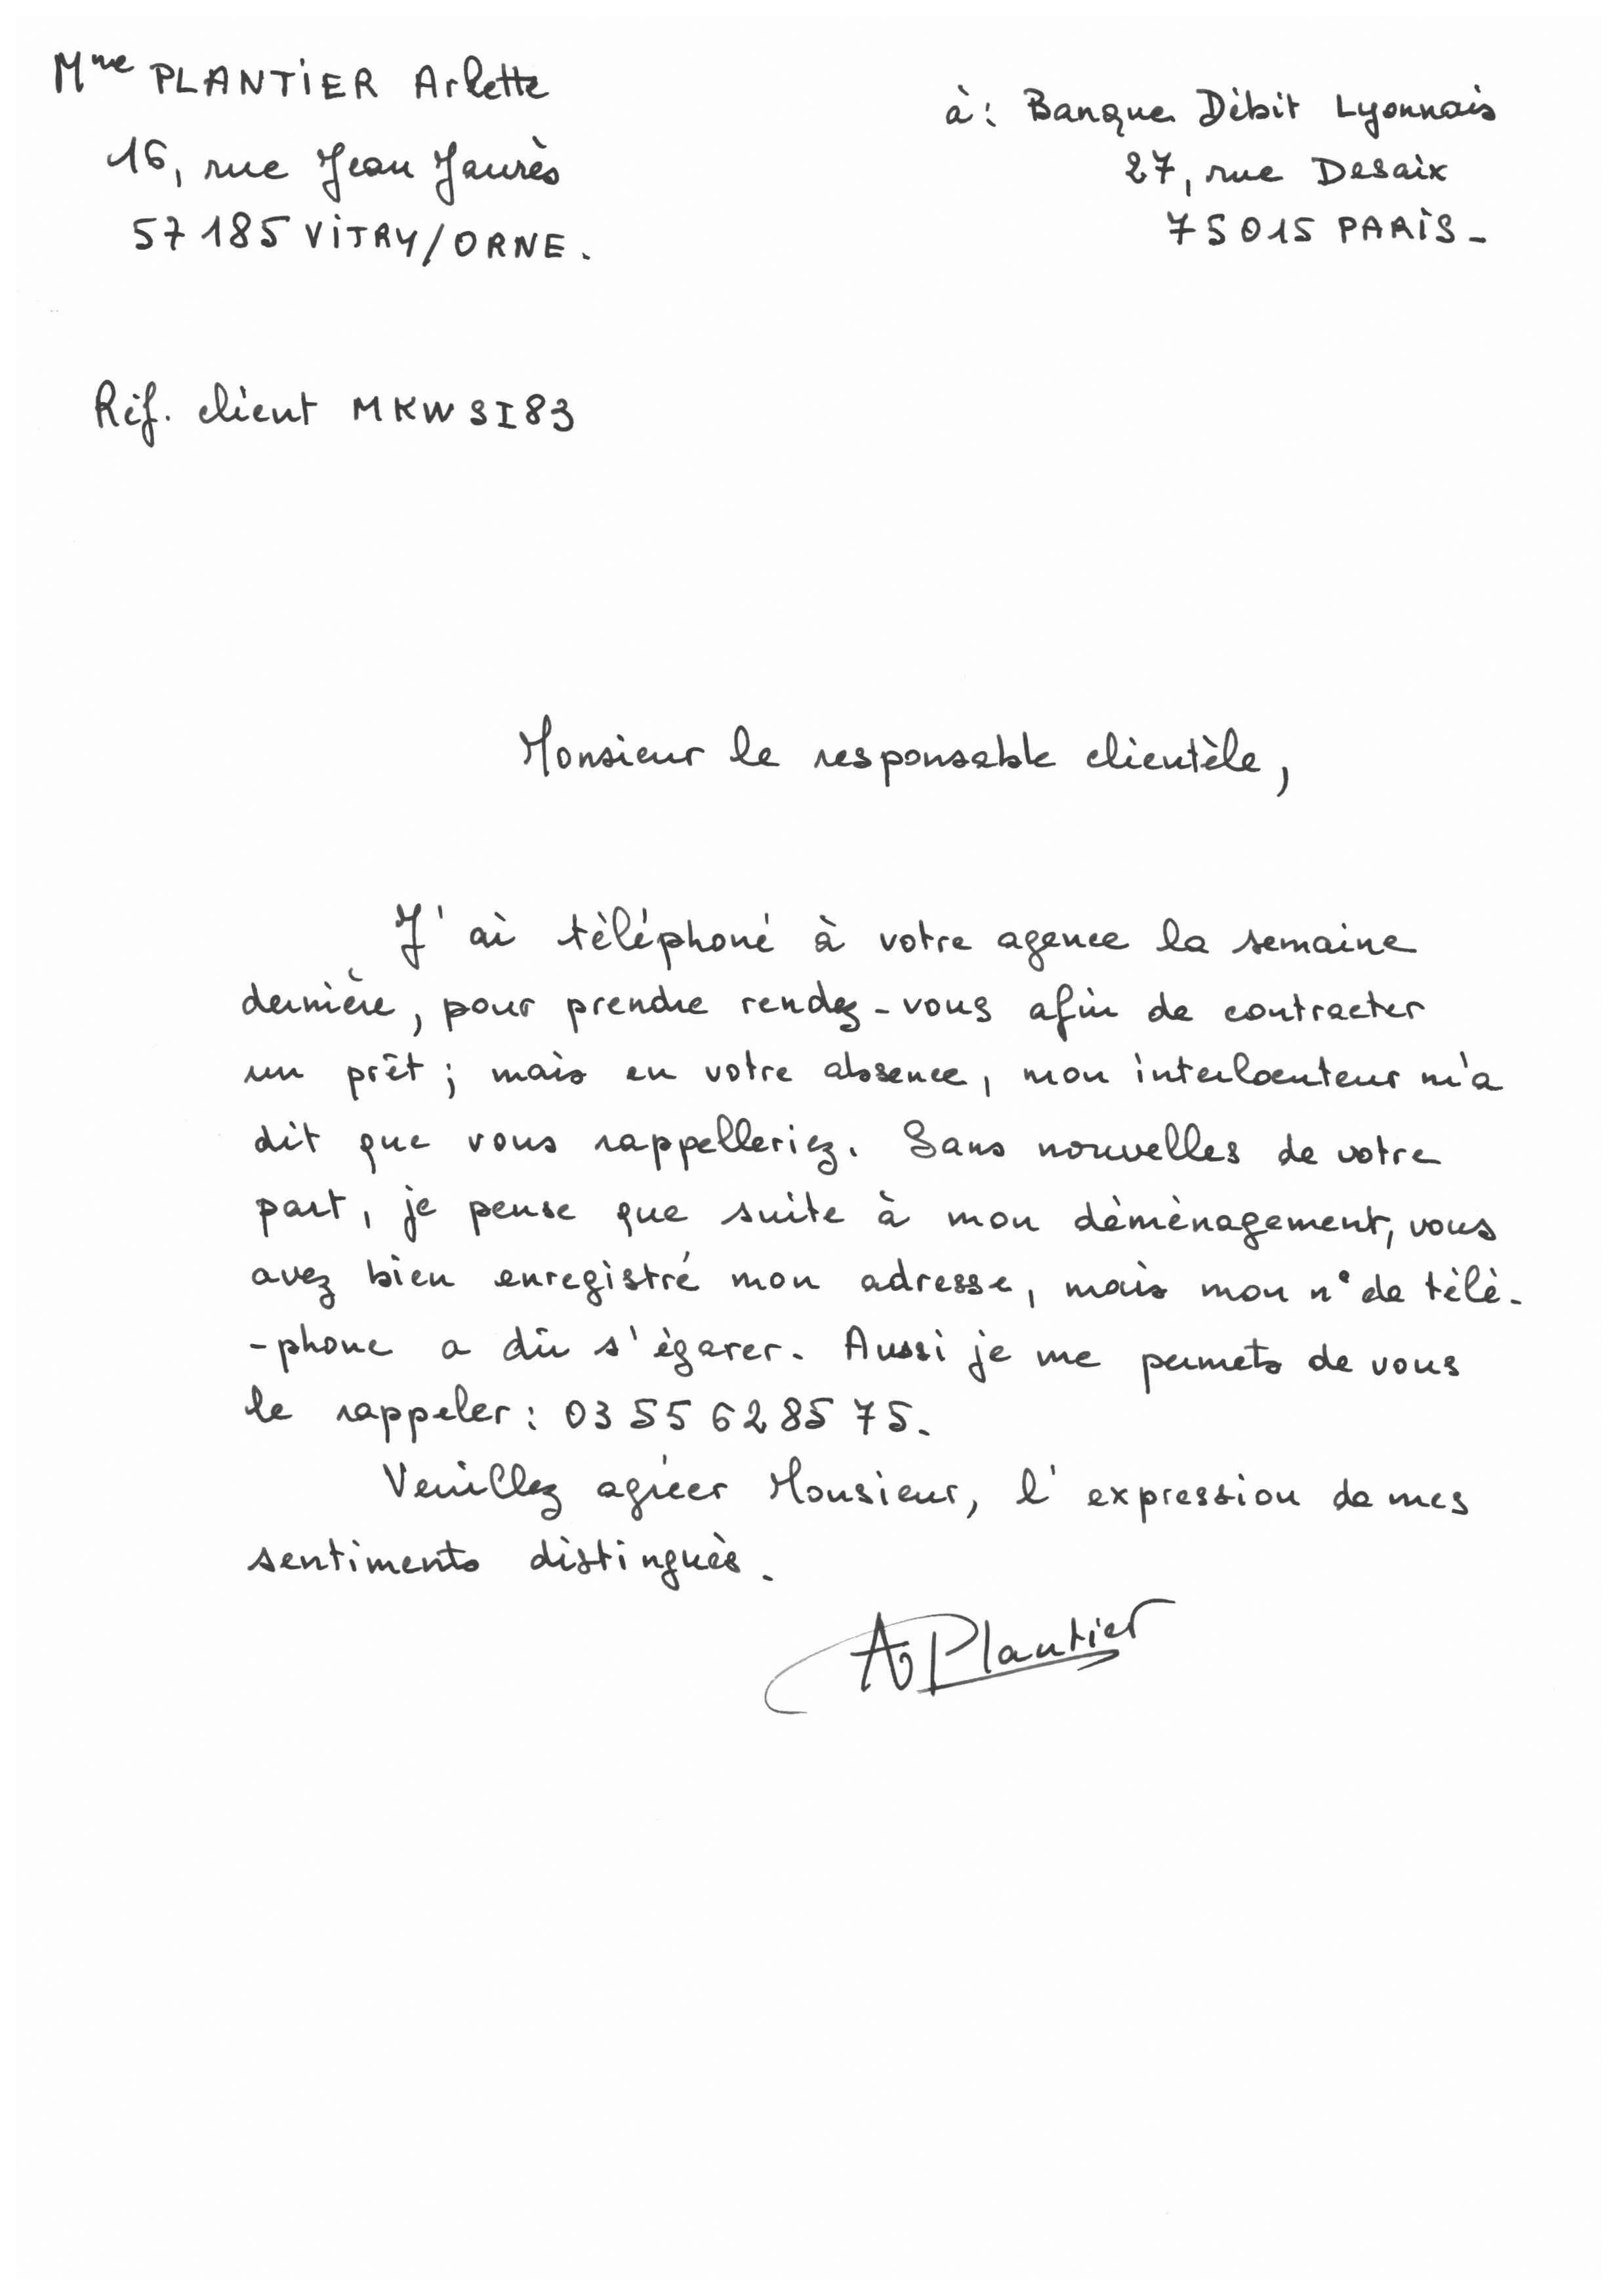 Mme PLANTIER Arlette
16, rue Jean Jaurès
57185 VITRY/ORNE.
à : Banque Débit Lyonnais
27, rue Desaix
75015 PARIS-
Réf. client MKWSI83
Monsieur le responsable clientèle,
J'ai téléphoné à votre agence la semaine
dernière, pour prendre rendez-vous afin de contracter
un prêt ; mais en votre absence, mon interlocuteur m'a
dit que vous rappelleriez. Sans nouvelles de votre
part, je pense que suite à mon déménagement, vous
avez bien enregistré mon adresse, mais mon n° de télé-
-phone a dû s'égarer. Aussi je me permets de vous
le rappeler : 03 55 62 85 75.
Veuillez agréer Monsieur, l'expression de mes
sentiments distingués.
A Plantier